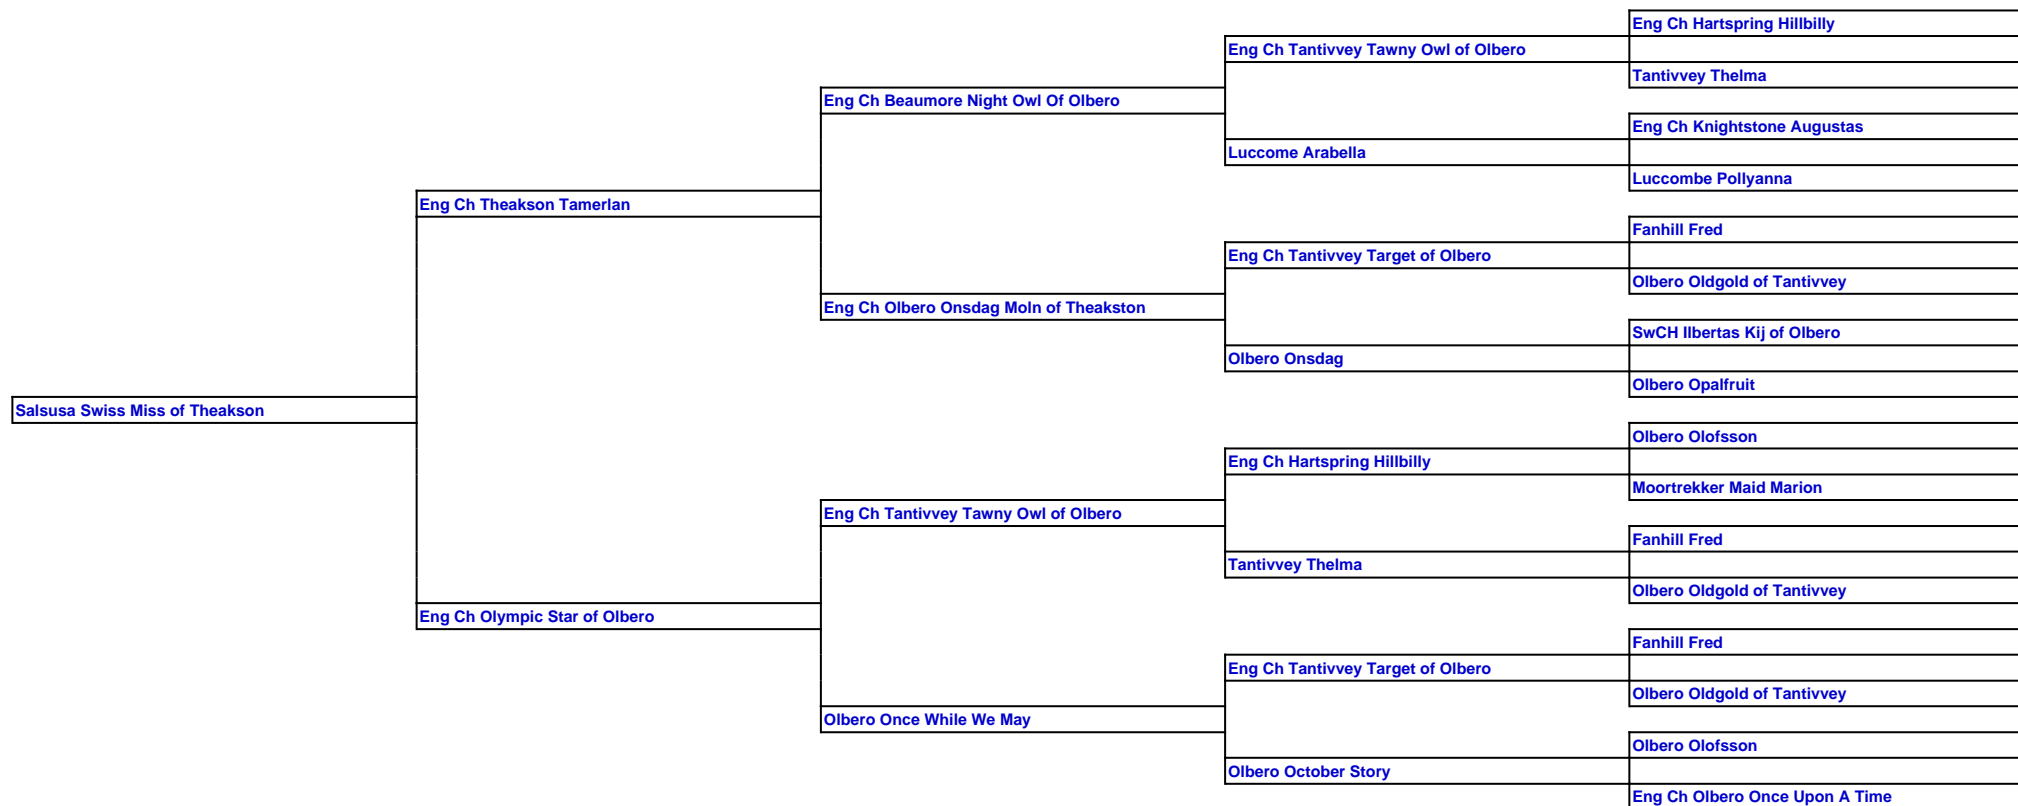 Eng Ch Hartspring Hillbilly
Eng Ch Tantivvey Tawny Owl of Olbero
Tantivvey Thelma
Eng Ch Beaumore Night Owl Of Olbero
Eng Ch Knightstone Augustas
Luccome Arabella
Luccombe Pollyanna
Eng Ch Theakson Tamerlan
Fanhill Fred
Eng Ch Tantivvey Target of Olbero
Olbero Oldgold of Tantivvey
Eng Ch Olbero Onsdag Moln of Theakston
SwCH Ilbertas Kij of Olbero
Olbero Onsdag
Olbero Opalfruit
Salsusa Swiss Miss of Theakson
Olbero Olofsson
Eng Ch Hartspring Hillbilly
Moortrekker Maid Marion
Eng Ch Tantivvey Tawny Owl of Olbero
Fanhill Fred
Tantivvey Thelma
Olbero Oldgold of Tantivvey
Eng Ch Olympic Star of Olbero
Fanhill Fred
Eng Ch Tantivvey Target of Olbero
Olbero Oldgold of Tantivvey
Olbero Once While We May
Olbero Olofsson
Olbero October Story
Eng Ch Olbero Once Upon A Time